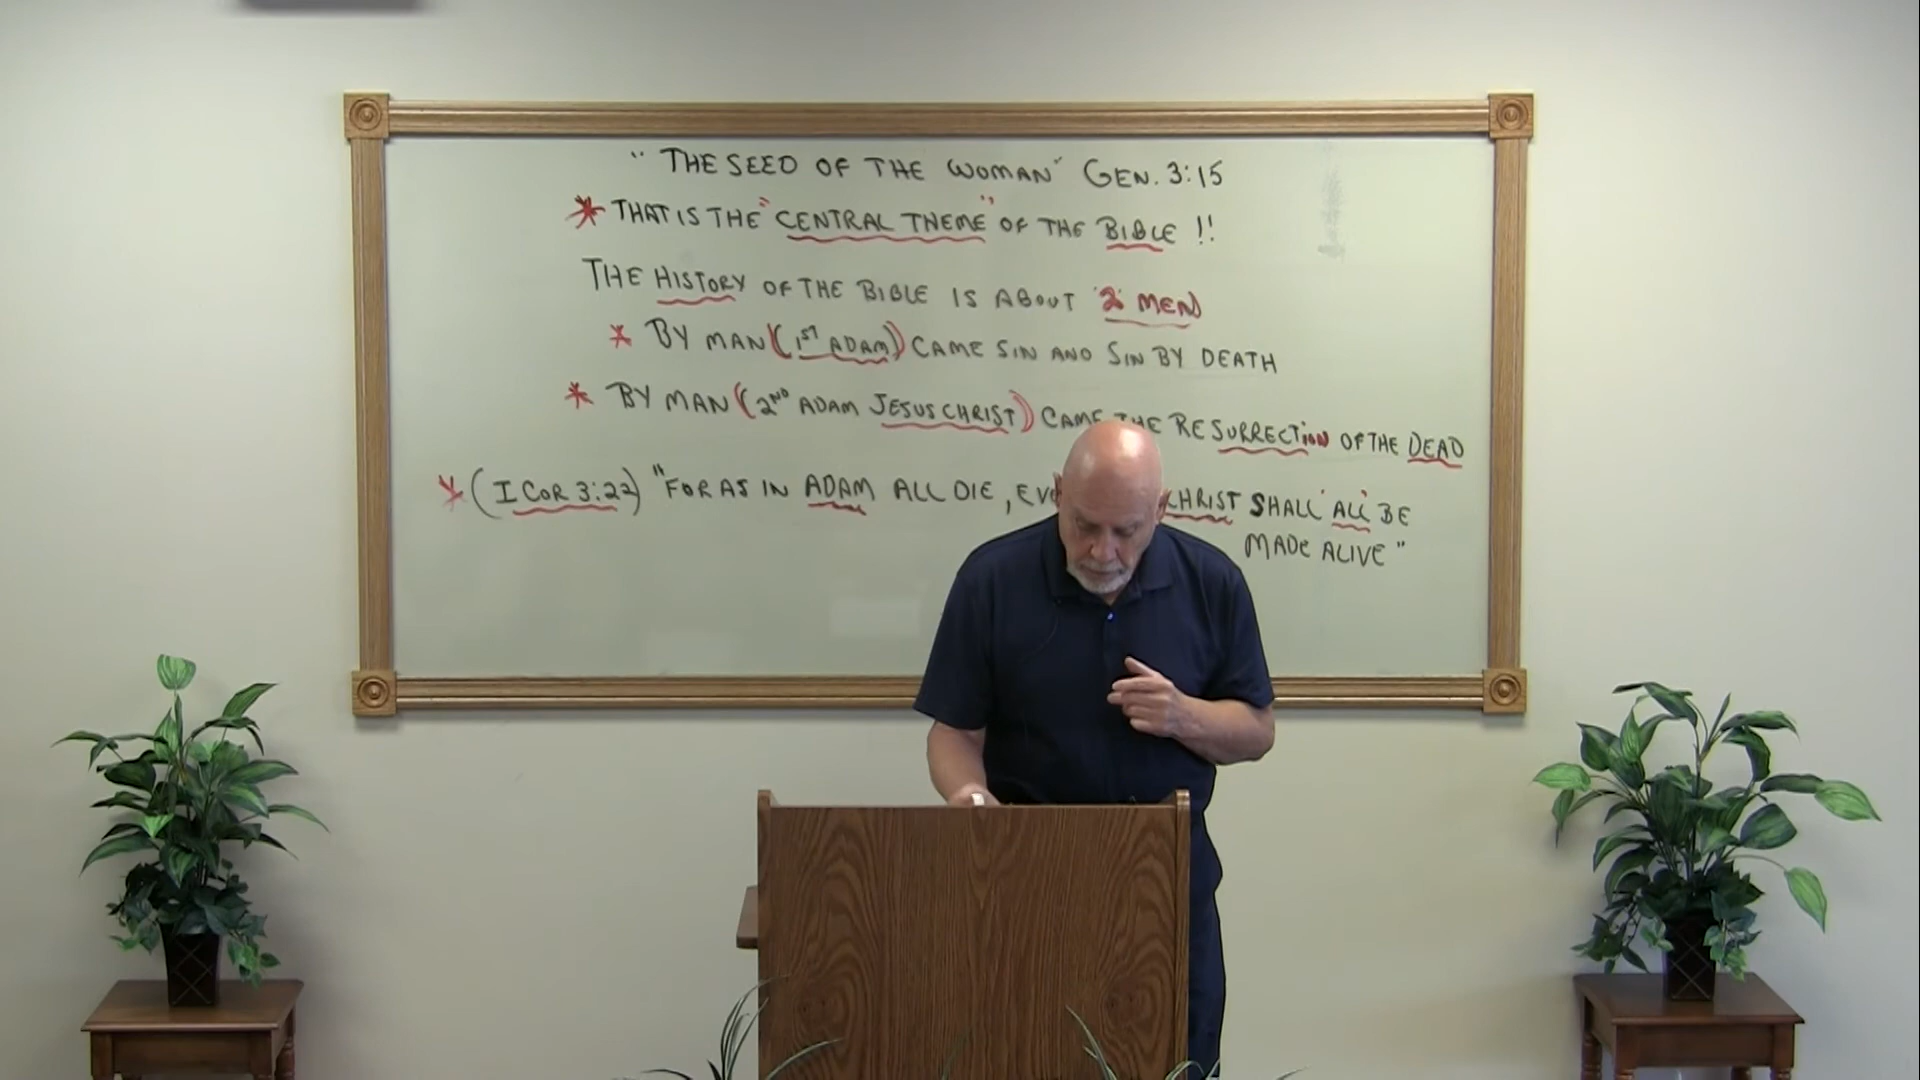 "THE SEED OF THE WOMAN" GEN. 3:15
* THAT IS THE "CENTRAL THEME" OF THE BIBLE !!
THE HISTORY OF THE BIBLE IS ABOUT "2" MEN
* BY MAN (1ST ADAM) CAME SIN AND SIN BY DEATH
* BY MAN (2ND ADAM JESUS CHRIST) CAME THE RESURRECTION OF THE DEAD
* (I COR 3:22) "FOR AS IN ADAM ALL DIE, EVE CHRIST SHALL 'ALL' BE
MADE ALIVE"